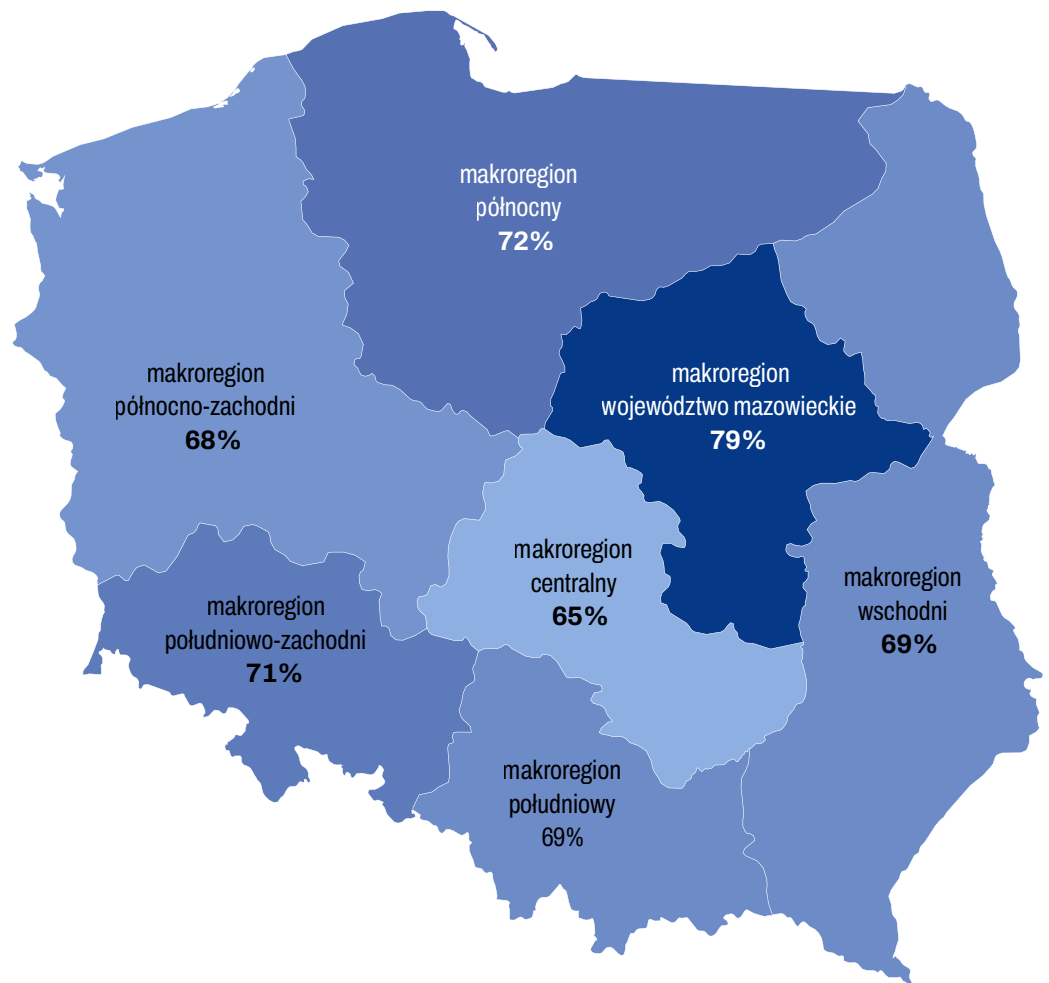 makroregion
północny
72%
makroregion
północno-zachodni
68%
makroregion
województwo mazowieckie
79%
makroregion
centralny
65%
makroregion
wschodni
69%
makroregion
południowo-zachodni
71%
makroregion
południowy
69%